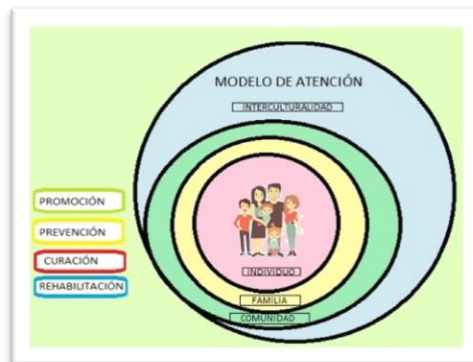 MODELO DE ATENCIÓN
INTERCULTURALIDAD
PROMOCIÓN
PREVENCIÓN
CURACIÓN
REHABILITACIÓN
INDIVIDUO
FAMILIA
COMUNIDAD